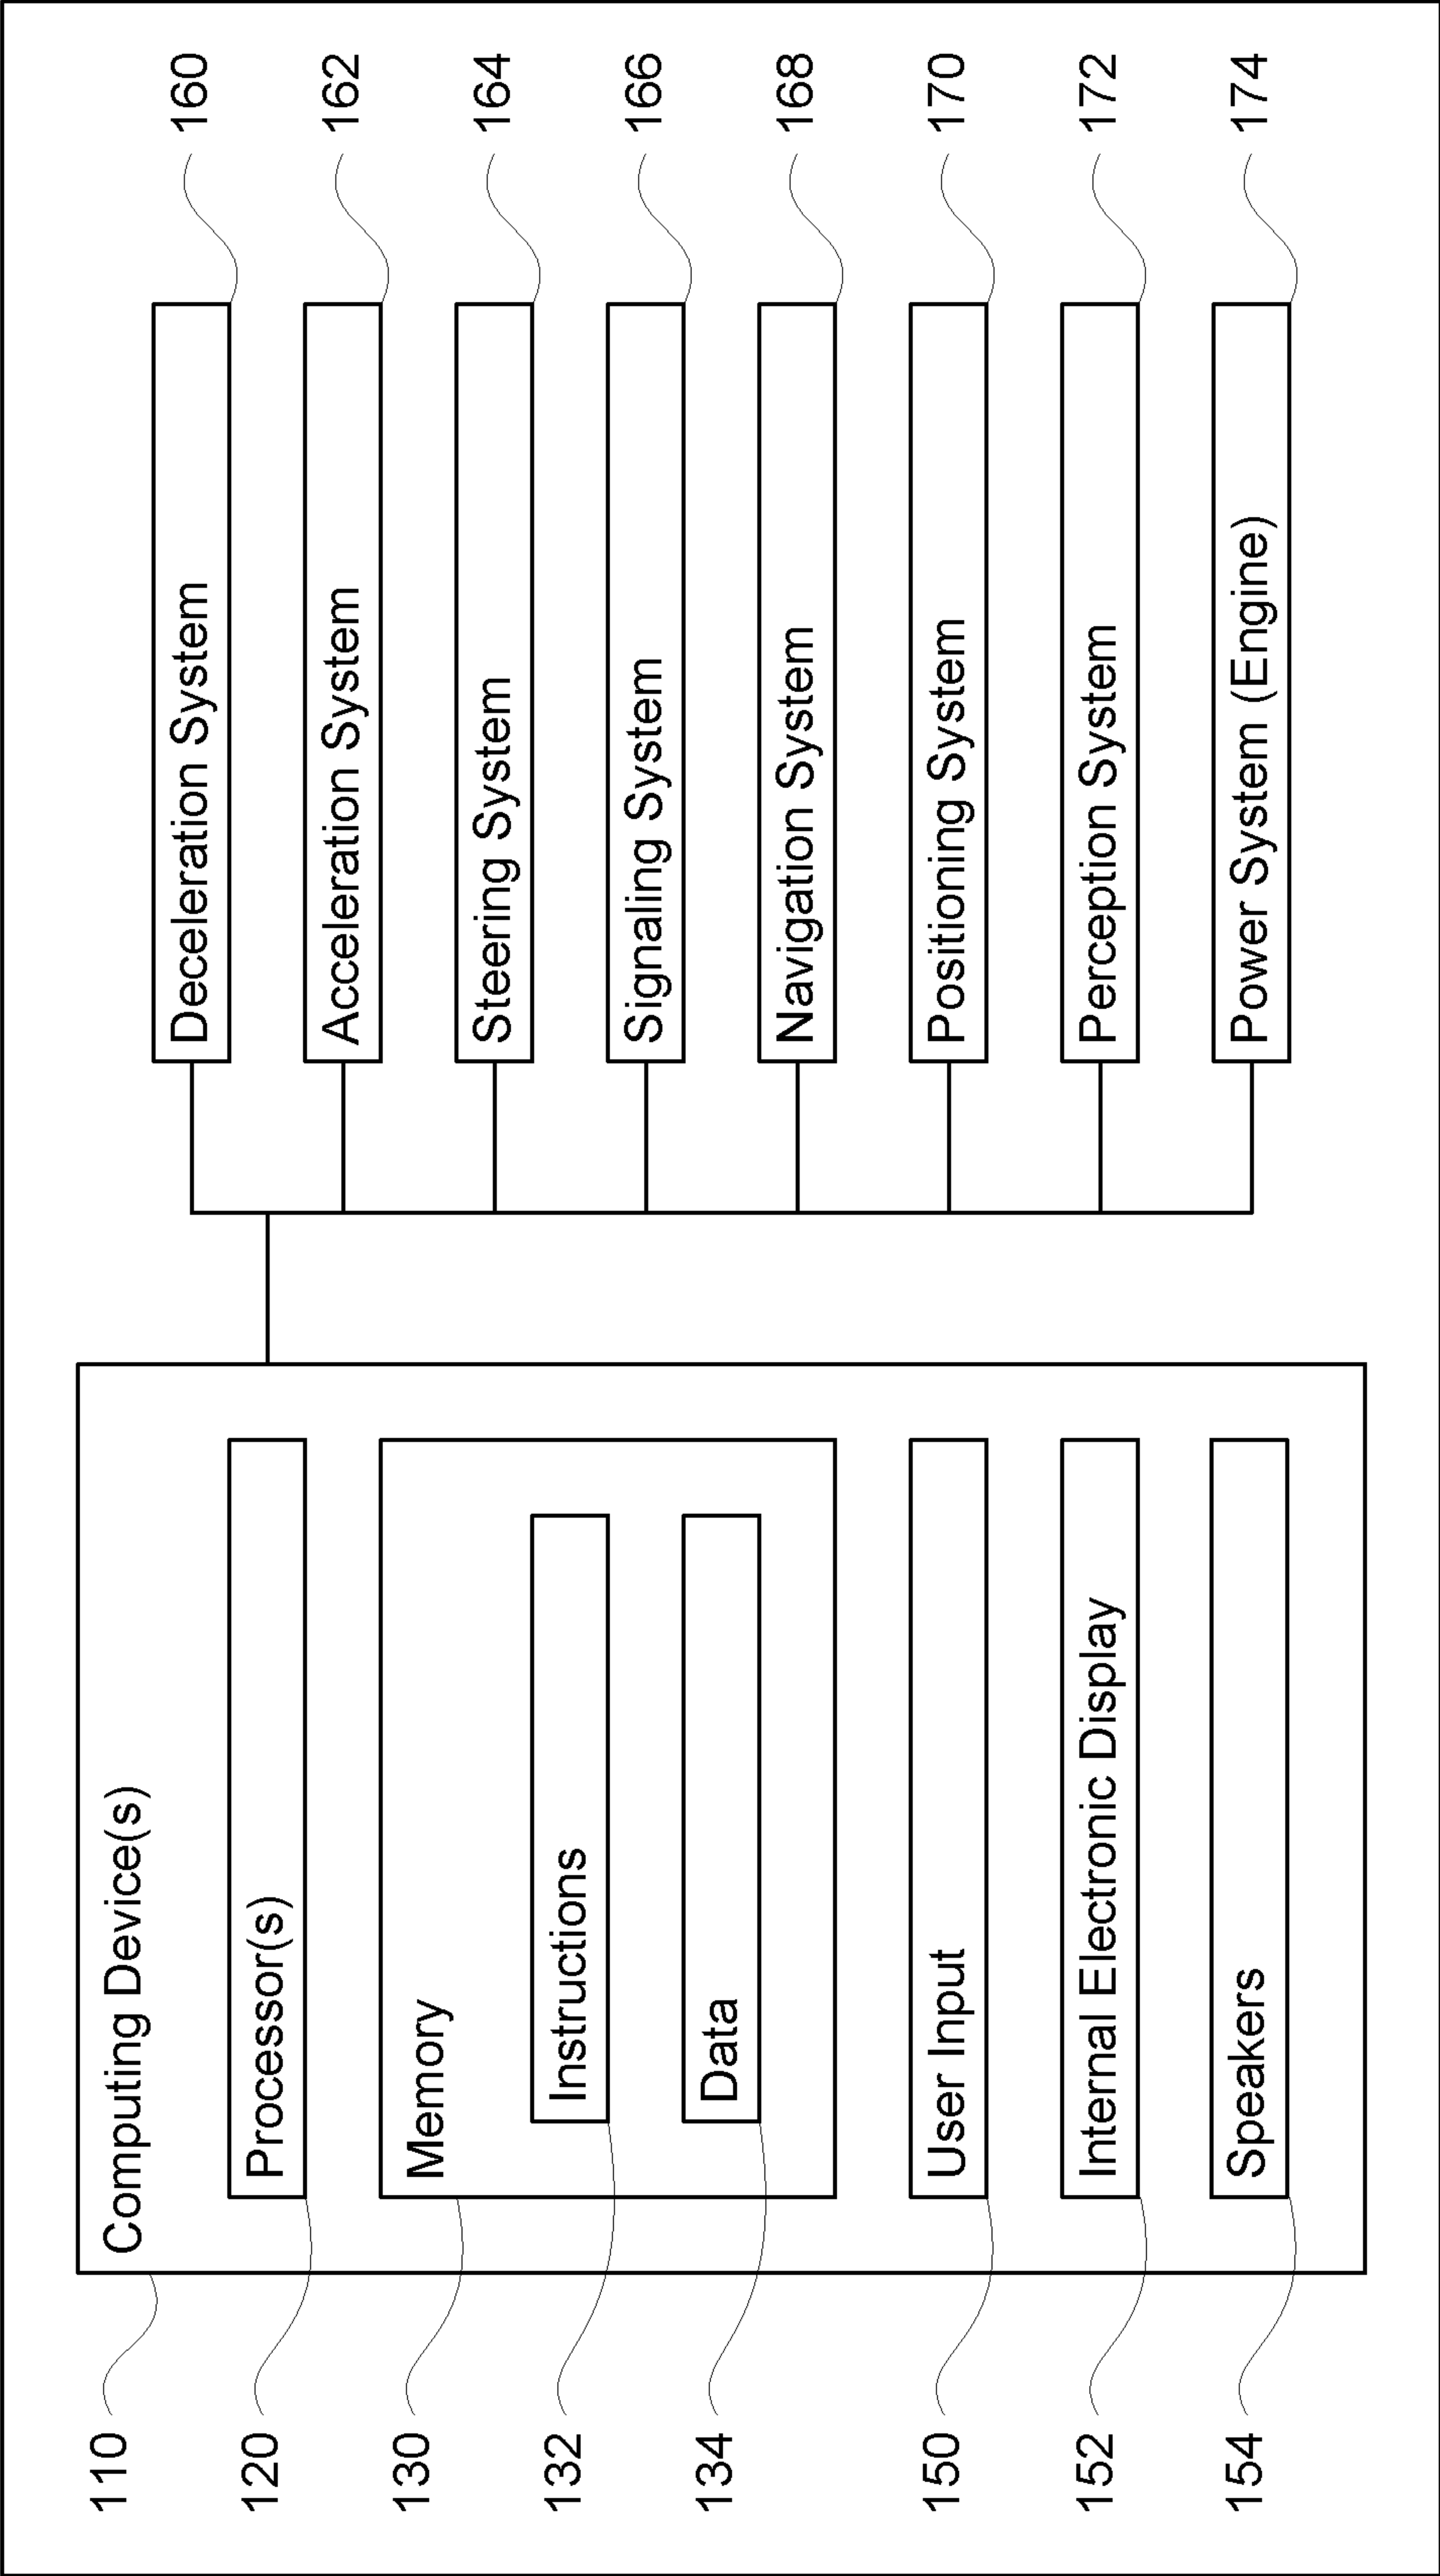 110
Computing Device(s)
120
Processor(s)
130
Memory
132
Instructions
134
Data
150
User Input
152
Internal Electronic Display
154
Speakers
Deceleration System
160
Acceleration System
162
Steering System
164
Signaling System
166
Navigation System
168
Positioning System
170
Perception System
172
Power System (Engine)
174